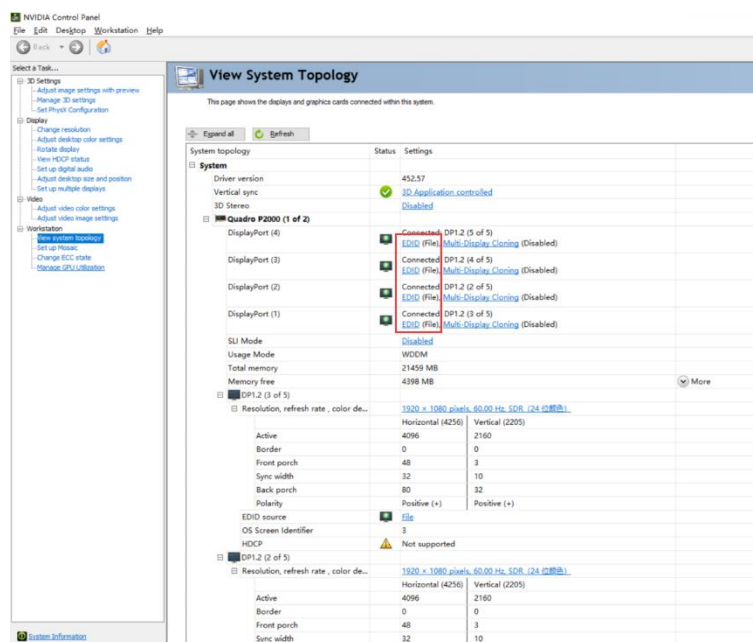 NVIDIA Control Panel
File Edit Desktop Workstation Help
Back
Select a Task...
3D Settings
Adjust image settings with preview
Manage 3D settings
Set PhysX Configuration
Display
Change resolution
Adjust desktop color settings
Rotate display
View HDCP status
Set up digital audio
Adjust desktop size and position
Set up multiple displays
Video
Adjust video color settings
Adjust video image settings
Workstation
View system topology
Set up Mosaic
Change ECC state
Manage GPU Utilization
System Information
View System Topology
This page shows the displays and graphics cards connected within this system.
Expand all Refresh
System topology Status Settings
System
Driver version 452.57
Vertical sync 3D Application controlled
3D Stereo Disabled
Quadro P2000 (1 of 2)
DisplayPort (4) Connected, DP1.2 (5 of 5)
EDID (File), Multi-Display Cloning (Disabled)
DisplayPort (3) Connected, DP1.2 (4 of 5)
EDID (File), Multi-Display Cloning (Disabled)
DisplayPort (2) Connected, DP1.2 (2 of 5)
EDID (File), Multi-Display Cloning (Disabled)
DisplayPort (1) Connected, DP1.2 (3 of 5)
EDID (File), Multi-Display Cloning (Disabled)
SLI Mode Disabled
Usage Mode WDDM
Total memory 21459 MB
Memory free 4398 MB More
DP1.2 (3 of 5)
Resolution, refresh rate , color de... 1920 × 1080 pixels, 60.00 Hz, SDR (24 位颜色)
Horizontal (4256) Vertical (2205)
Active 4096 2160
Border 0 0
Front porch 48 3
Sync width 32 10
Back porch 80 32
Polarity Positive (+) Positive (+)
EDID source File
OS Screen Identifier 3
HDCP Not supported
DP1.2 (2 of 5)
Resolution, refresh rate , color de... 1920 × 1080 pixels, 60.00 Hz, SDR (24 位颜色)
Horizontal (4256) Vertical (2205)
Active 4096 2160
Border 0 0
Front porch 48 3
Sync width 32 10